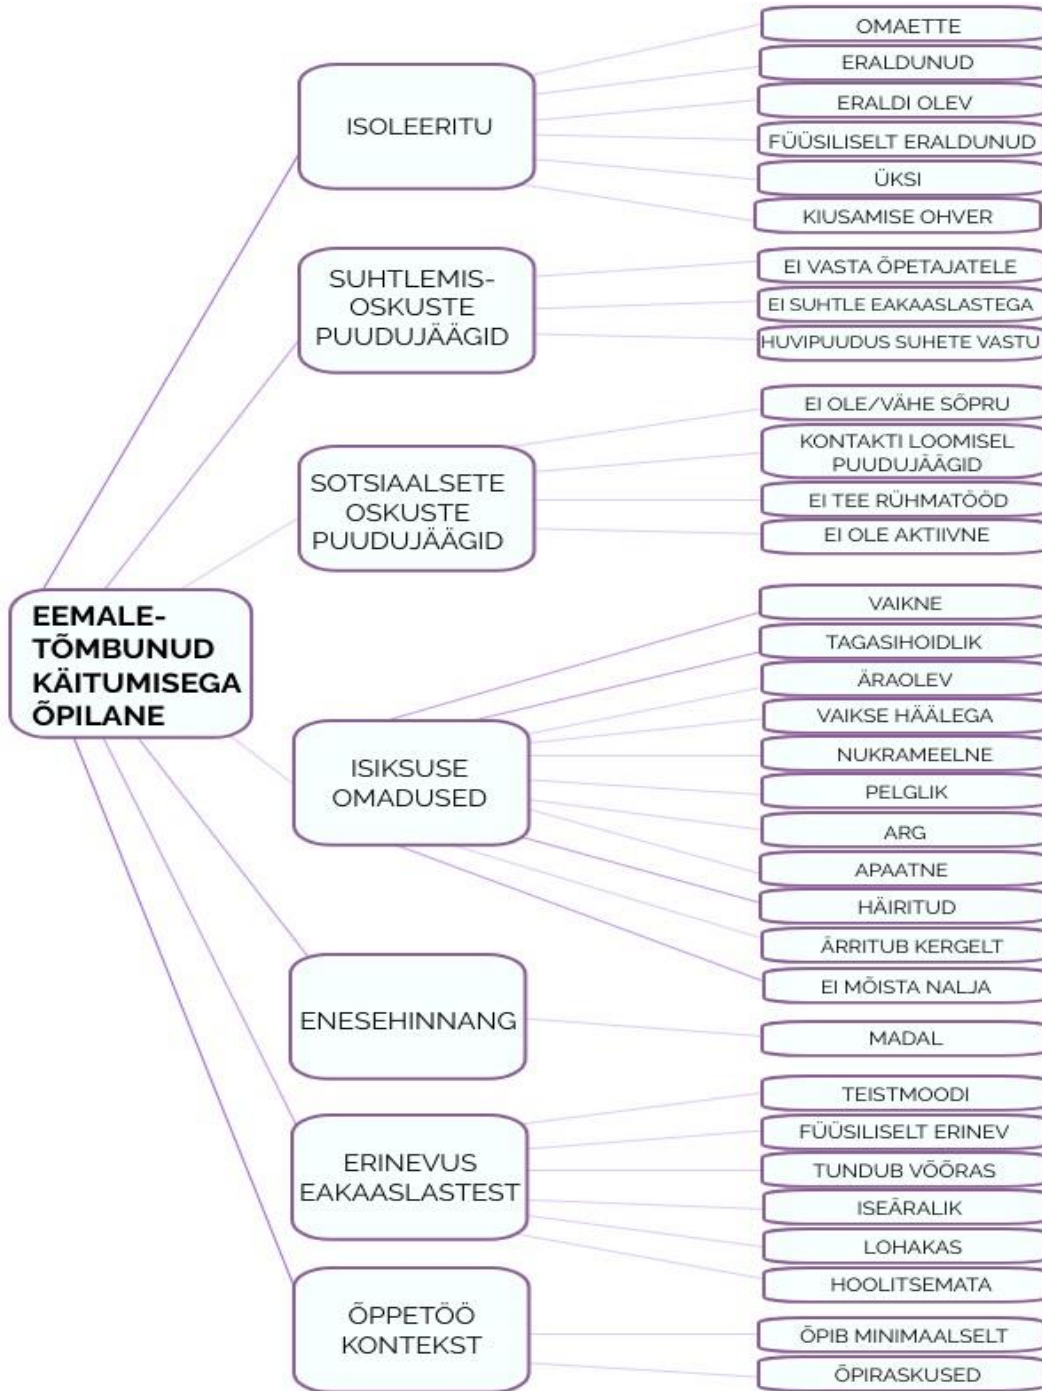 EEMALE-
TÕMBUNUD
KÄITUMISEGA
ÕPILANE
ISOLEERITU
OMAETTE
ERALDUNUD
ERALDI OLEV
FÜÜSILISELT ERALDUNUD
ÜKSI
KIUSAMISE OHVER
SUHTLEMIS-
OSKUSTE
PUUDUJÄÄGID
EI VASTA ÕPETAJATELE
EI SUHTLE EAKAASLASTEGA
HUVIPUUDUS SUHETE VASTU
SOTSIAALSETE
OSKUSTE
PUUDUJÄÄGID
EI OLE/VÄHE SÕPRU
KONTAKTI LOOMISEL
PUUDUJÄÄGID
EI TEE RÜHMATÖÖD
EI OLE AKTIIVNE
ISIKSUSE
OMADUSED
VAIKNE
TAGASIHOIDLIK
ÄRAOLEV
VAIKSE HÄÄLEGA
NUKRAMEELNE
PELGLIK
ARG
APAATNE
HÄIRITUD
ÄRRITUB KERGELT
EI MÕISTA NALJA
ENESEHINNANG
MADAL
ERINEVUS
EAKAASLASTEST
TEISTMOODI
FÜÜSILISELT ERINEV
TUNDUB VÕÕRAS
ISEÄRALIK
LOHAKAS
HOOLITSEMATA
ÕPPETÖÖ
KONTEKST
ÕPIB MINIMAALSELT
ÕPIRASKUSED